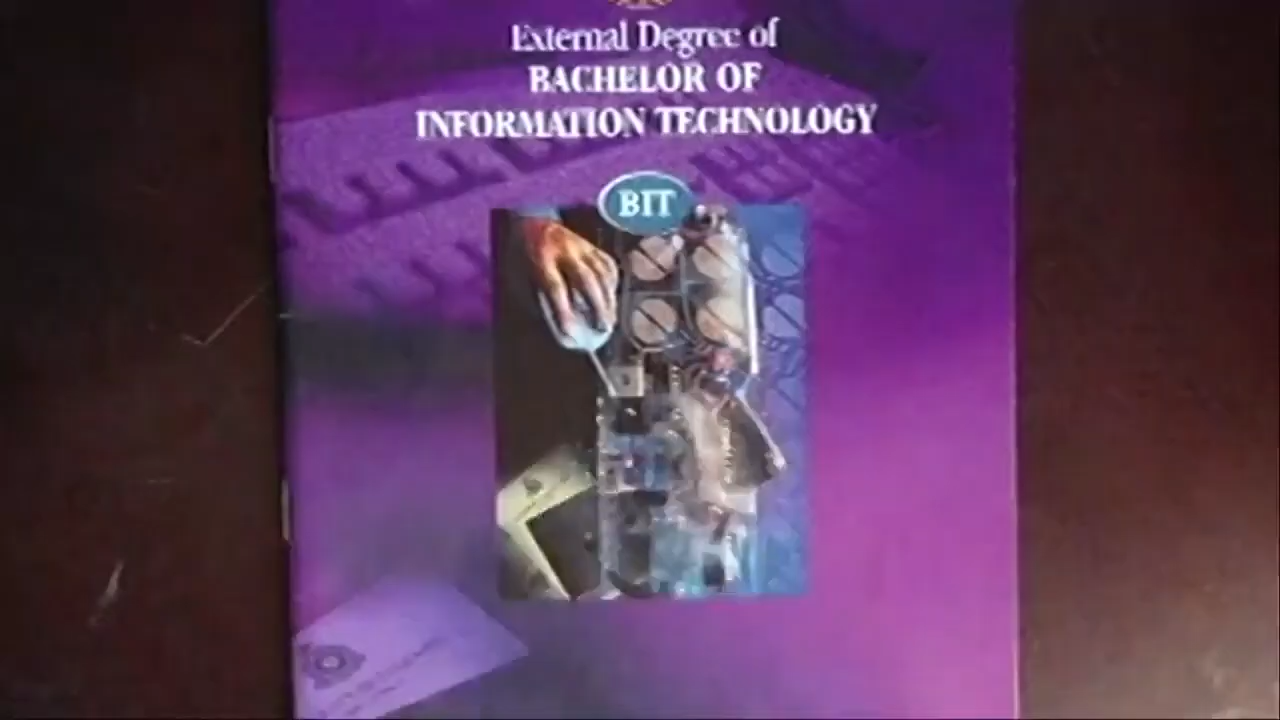 External Degree of
BACHELOR OF
INFORMATION TECHNOLOGY
BIT